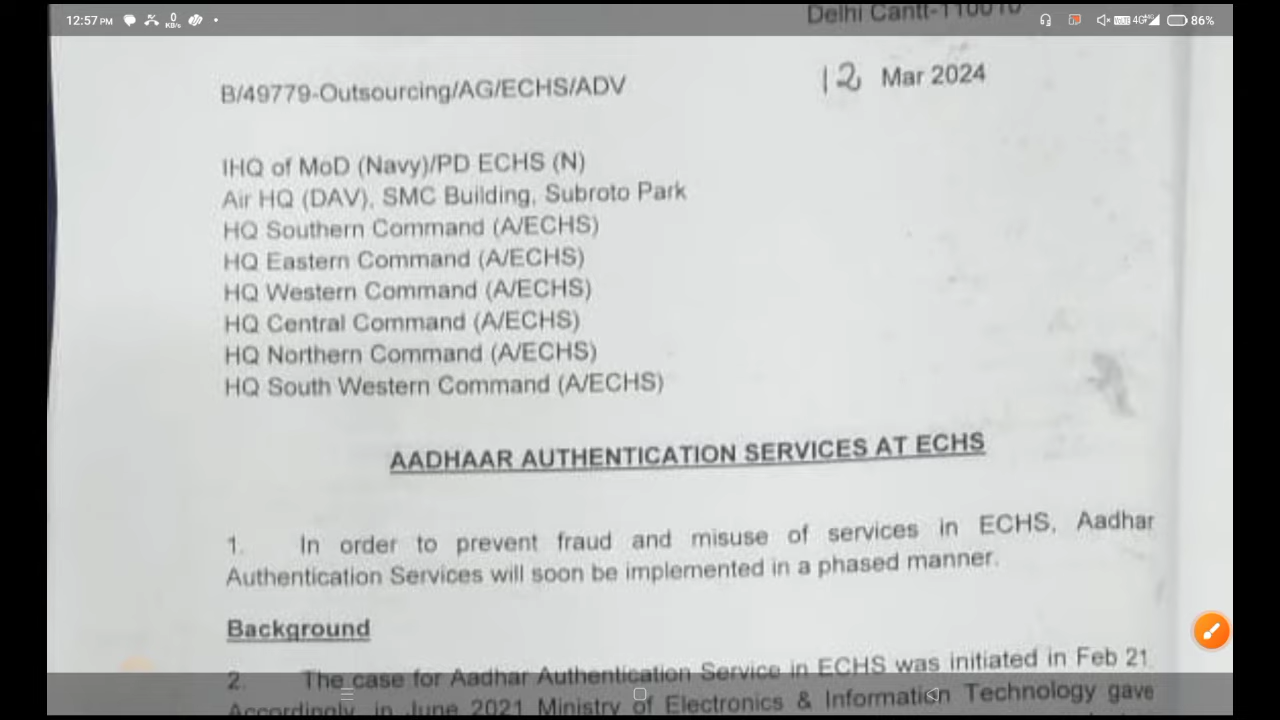 12:57 PM
0
KB/s
4G
86%
Delhi Cantt-110010
B/49779-Outsourcing/AG/ECHS/ADV
12 Mar 2024
IHQ of MoD (Navy)/PD ECHS (N)
Air HQ (DAV), SMC Building, Subroto Park
HQ Southern Command (A/ECHS)
HQ Eastern Command (A/ECHS)
HQ Western Command (A/ECHS)
HQ Central Command (A/ECHS)
HQ Northern Command (A/ECHS)
HQ South Western Command (A/ECHS)
AADHAAR AUTHENTICATION SERVICES AT ECHS
1. In order to prevent fraud and misuse of services in ECHS, Aadhar
Authentication Services will soon be implemented in a phased manner.
Background
2. The case for Aadhar Authentication Service in ECHS was initiated in Feb 21
Accordingly, in June 2021 Ministry of Electronics & Information Technology gave